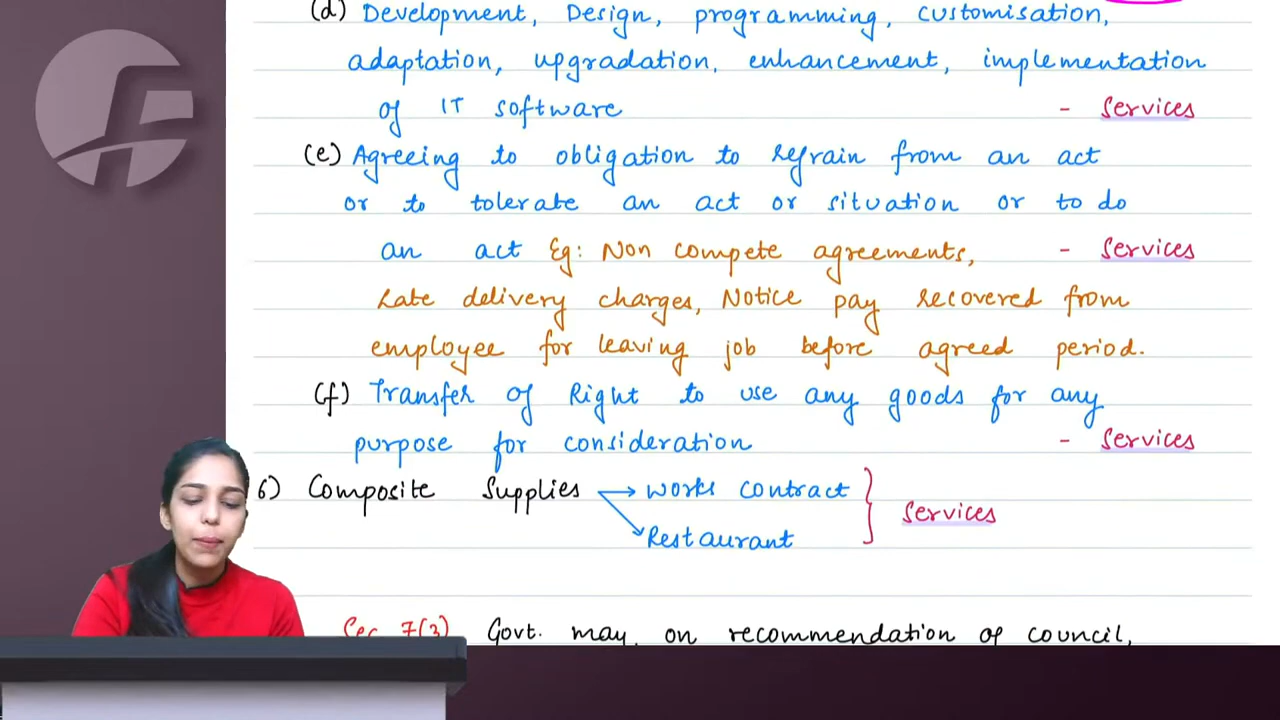 (d) Development, Design, programming, customisation,
adaptation, upgradation, enhancement, implementation
of IT software - Services
(e) Agreeing to obligation to refrain from an act
or to tolerate an act or situation or to do
an act Eg: Non compete agreements, - Services
Late delivery charges, Notice pay recovered from
employee for leaving job before agreed period.
(f) Transfer of Right to use any goods for any
purpose for consideration - Services
6) Composite Supplies → Works contract } Services
Restaurant
Sec 7(3) Govt. may, on recommendation of council,